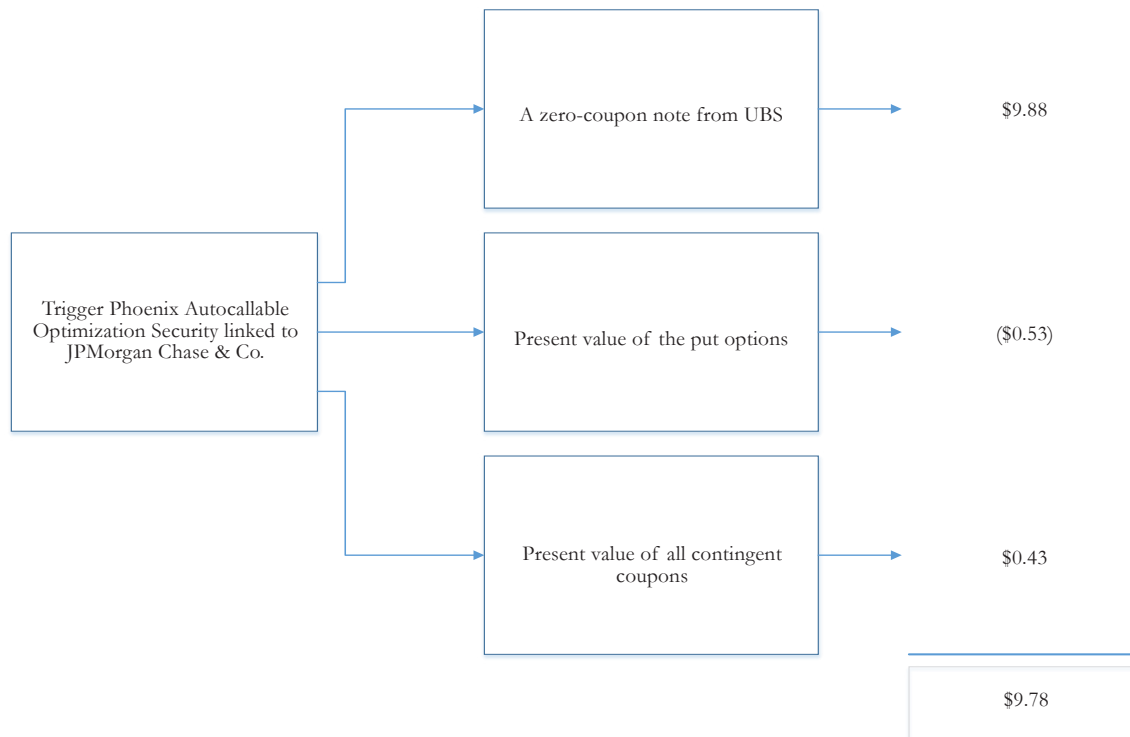 A zero-coupon note from UBS
$9.88
Trigger Phoenix Autocallable
Optimization Security linked to
JPMorgan Chase & Co.
Present value of the put options
($0.53)
Present value of all contingent
coupons
$0.43
$9.78